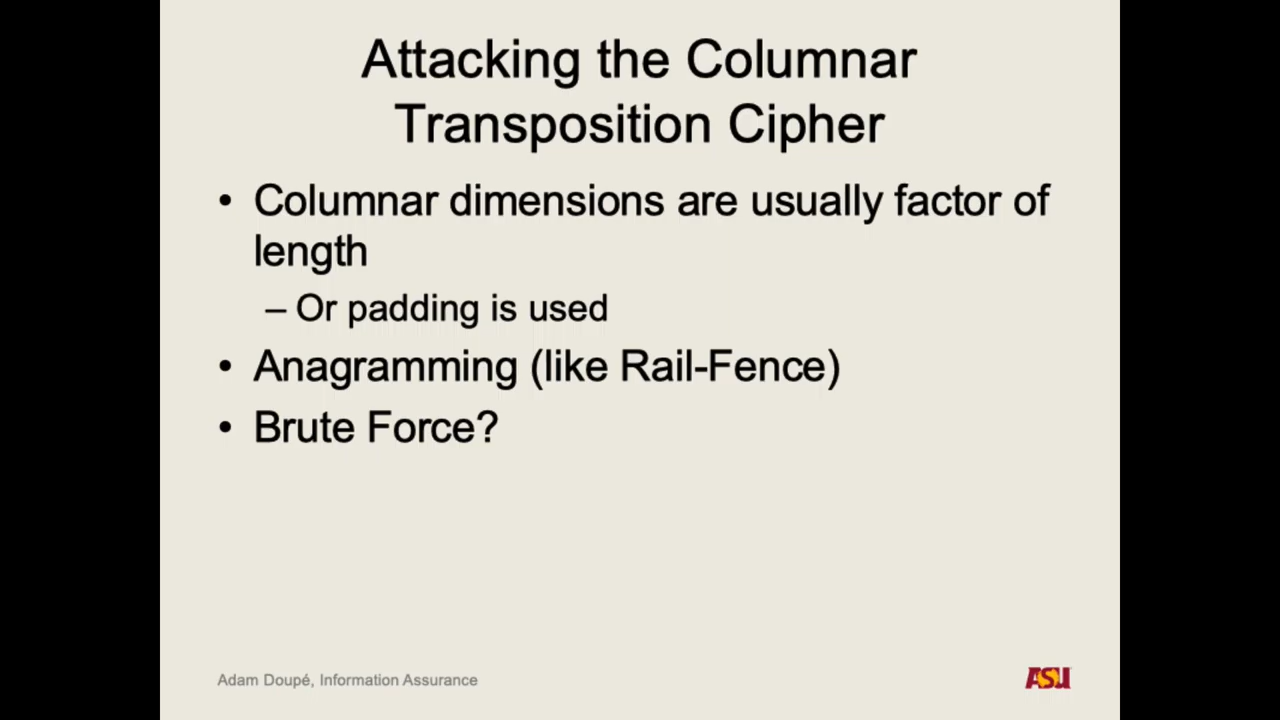 Attacking the Columnar
Transposition Cipher
• Columnar dimensions are usually factor of
length
– Or padding is used
• Anagramming (like Rail-Fence)
• Brute Force?
Adam Doupé, Information Assurance
ASU